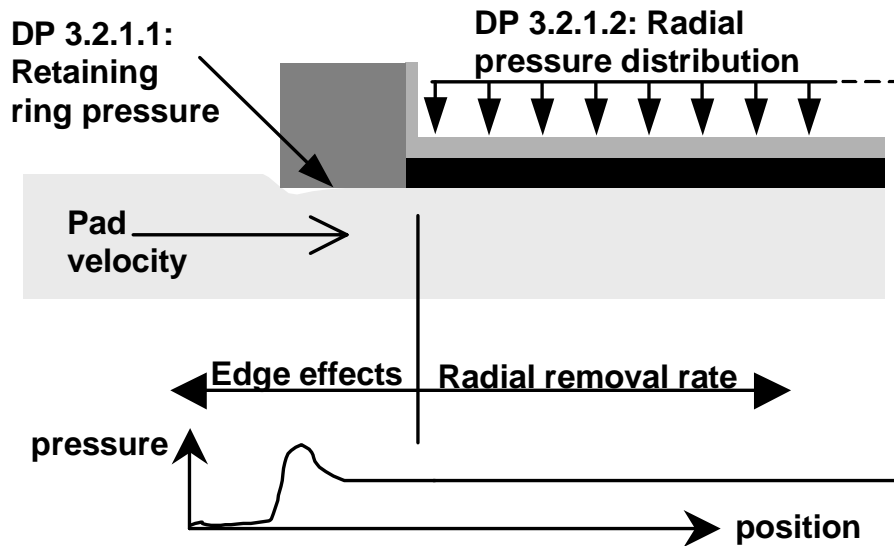 DP 3.2.1.1:
Retaining
ring pressure
DP 3.2.1.2: Radial
pressure distribution
Pad
velocity
Edge effects
Radial removal rate
pressure
position